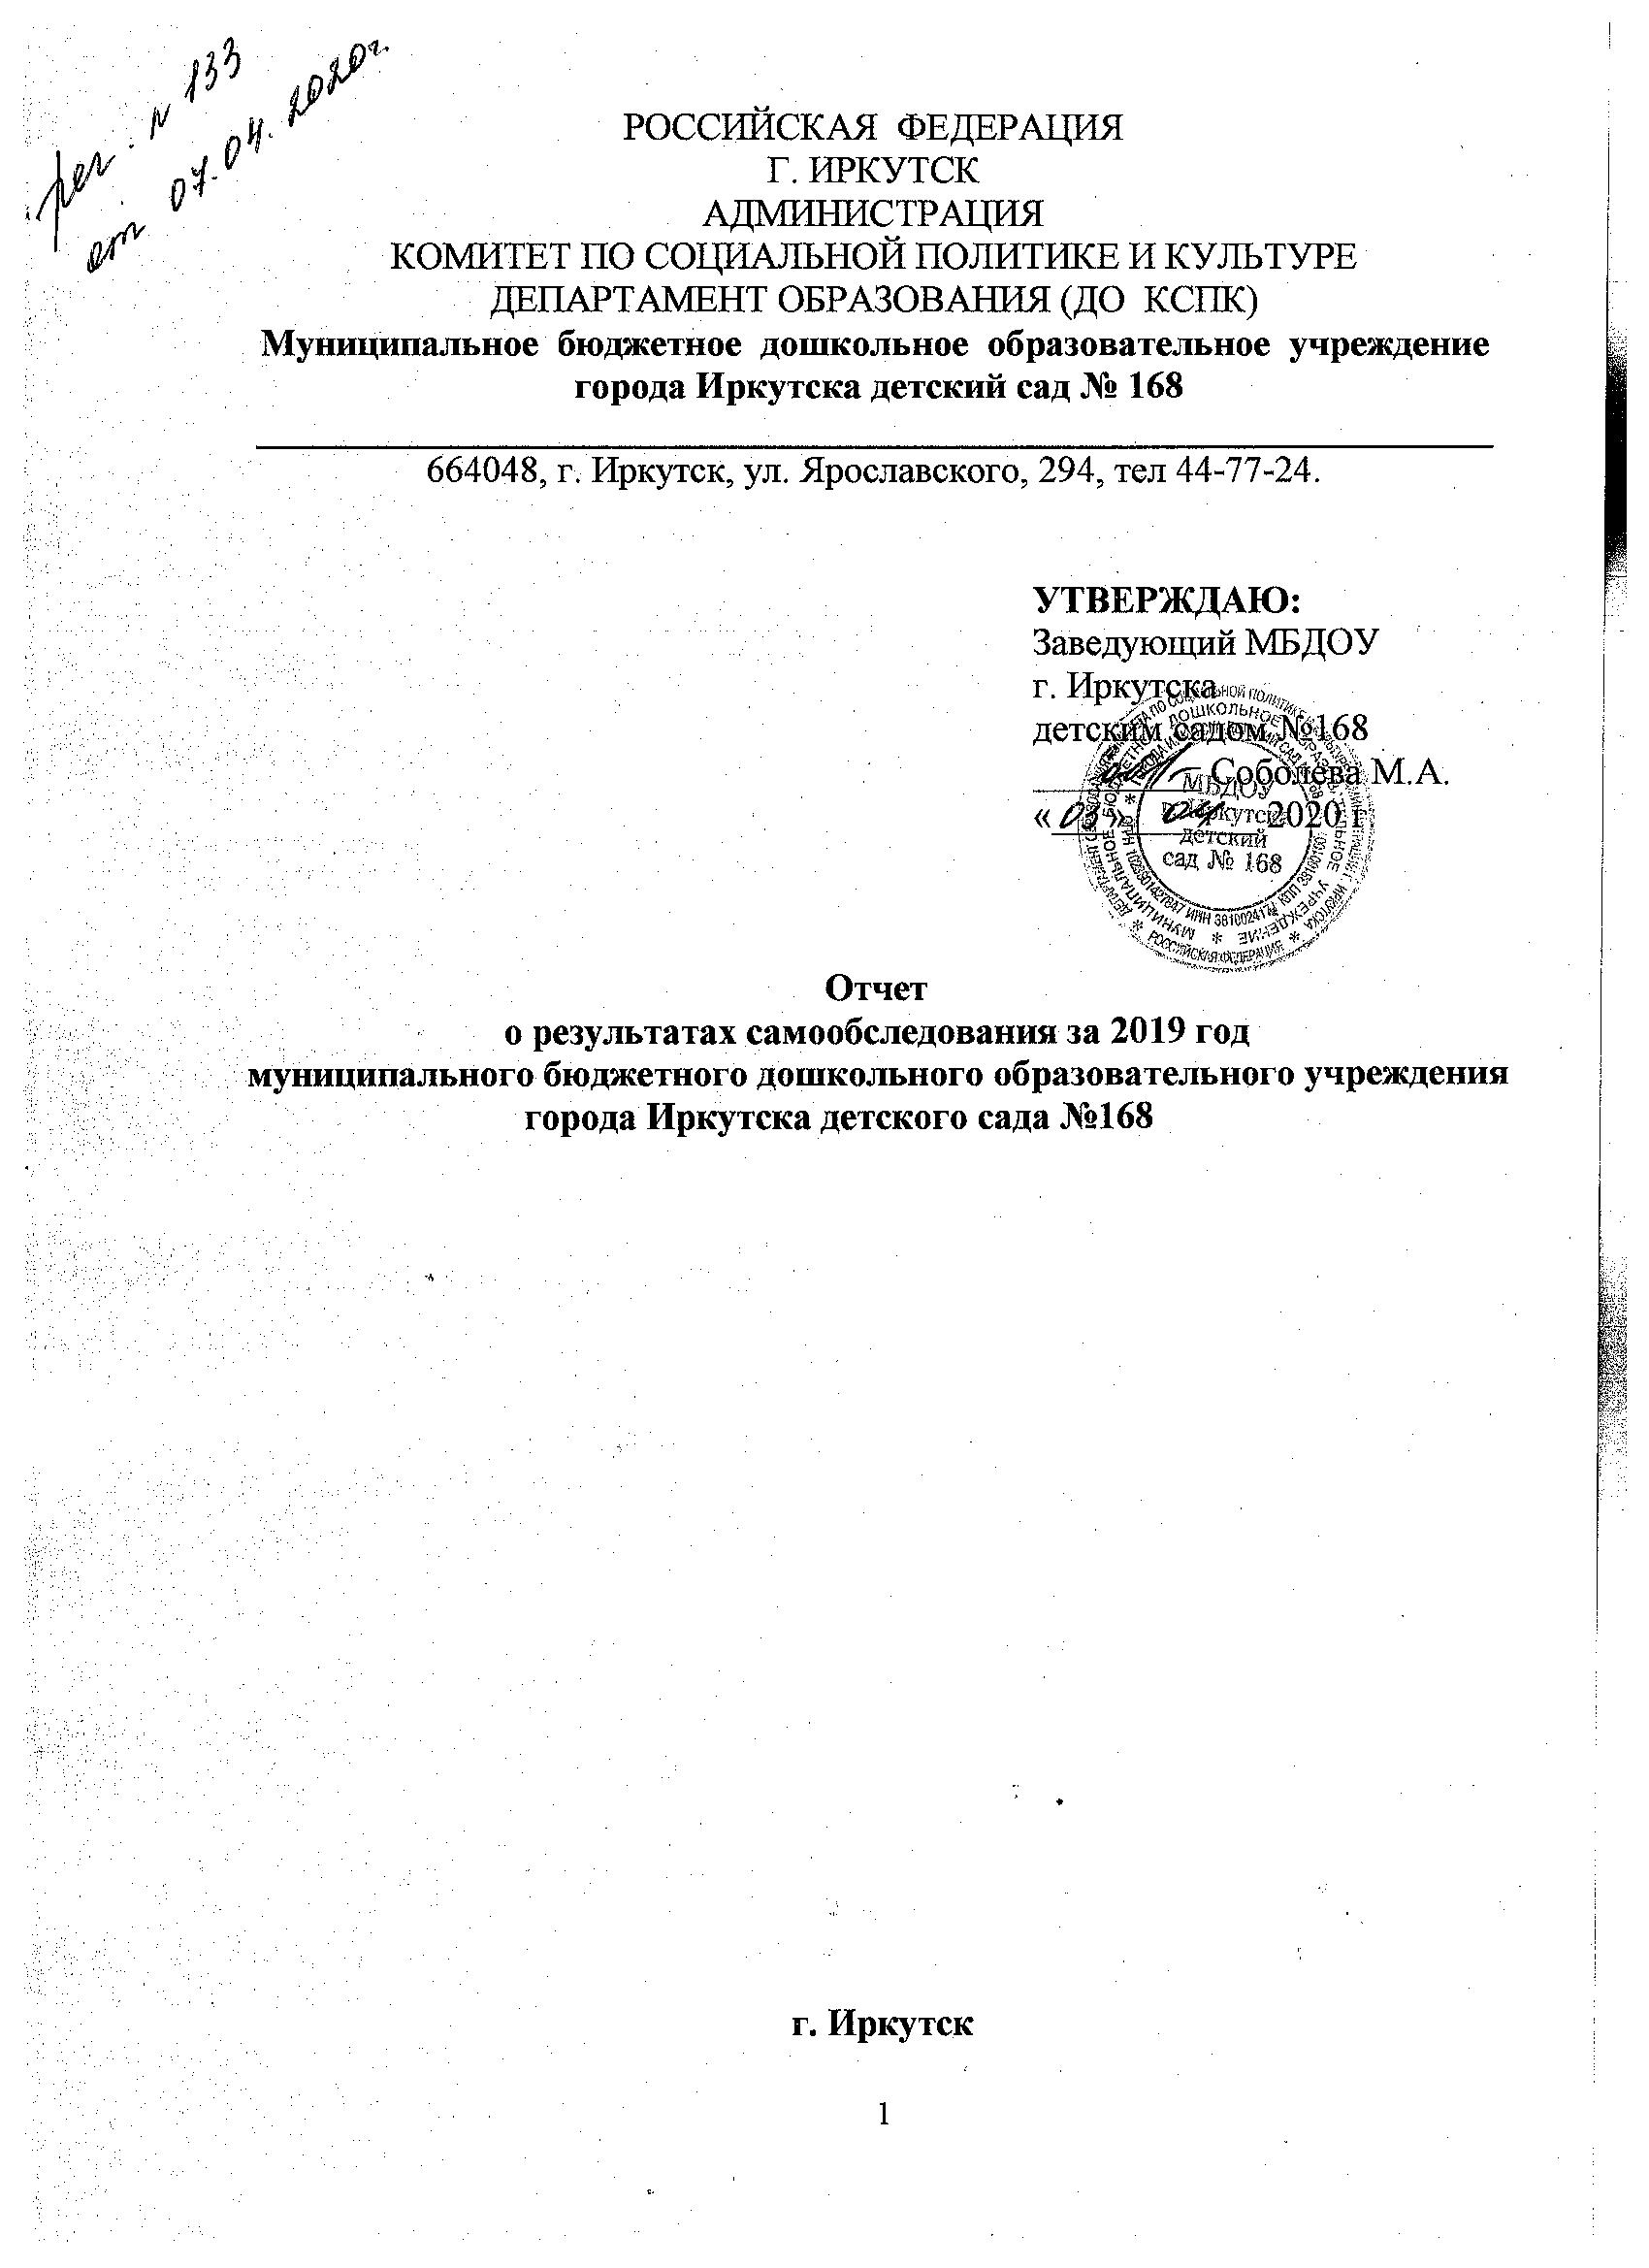 рег. № 133
от 07.04.2020г.
РОССИЙСКАЯ ФЕДЕРАЦИЯ
Г. ИРКУТСК
АДМИНИСТРАЦИЯ
КОМИТЕТ ПО СОЦИАЛЬНОЙ ПОЛИТИКЕ И КУЛЬТУРЕ
ДЕПАРТАМЕНТ ОБРАЗОВАНИЯ (ДО КСПК)
Муниципальное бюджетное дошкольное образовательное учреждение
города Иркутска детский сад № 168
664048, г. Иркутск, ул. Ярославского, 294, тел 44-77-24.
УТВЕРЖДАЮ:
Заведующий МБДОУ
г. Иркутска
детским садом №168
Соболева М.А.
«03» 04 2020 г.
МБДОУ
г. Иркутска
детский
сад № 168
РОССИЙСКАЯ ФЕДЕРАЦИЯ
Отчет
о результатах самообследования за 2019 год
муниципального бюджетного дошкольного образовательного учреждения
города Иркутска детского сада №168
г. Иркутск
1